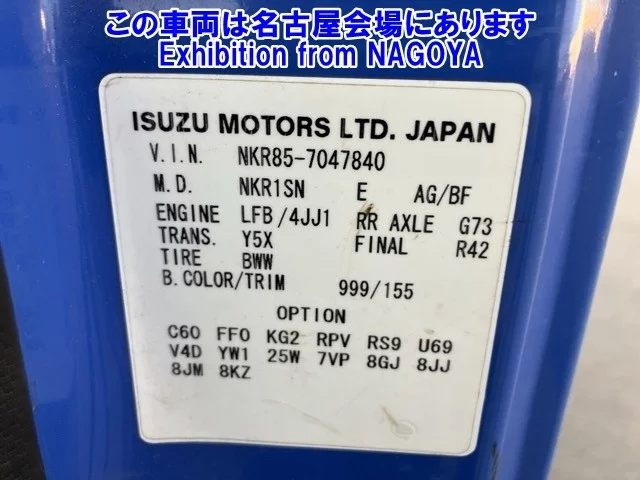 この車両は名古屋会場にあります
Exhibition from NAGOYA
ISUZU MOTORS LTD. JAPAN
V.I.N. NKR85-7047840
M.D. NKR1SN E AG/BF
ENGINE LFB/4JJ1 RR AXLE G73
TRANS. Y5X FINAL R42
TIRE BWW
B.COLOR/TRIM 999/155
OPTION
C60 FF0 KG2 RPV RS9 U69
V4D YW1 25W 7VP 8GJ 8JJ
8JM 8KZ